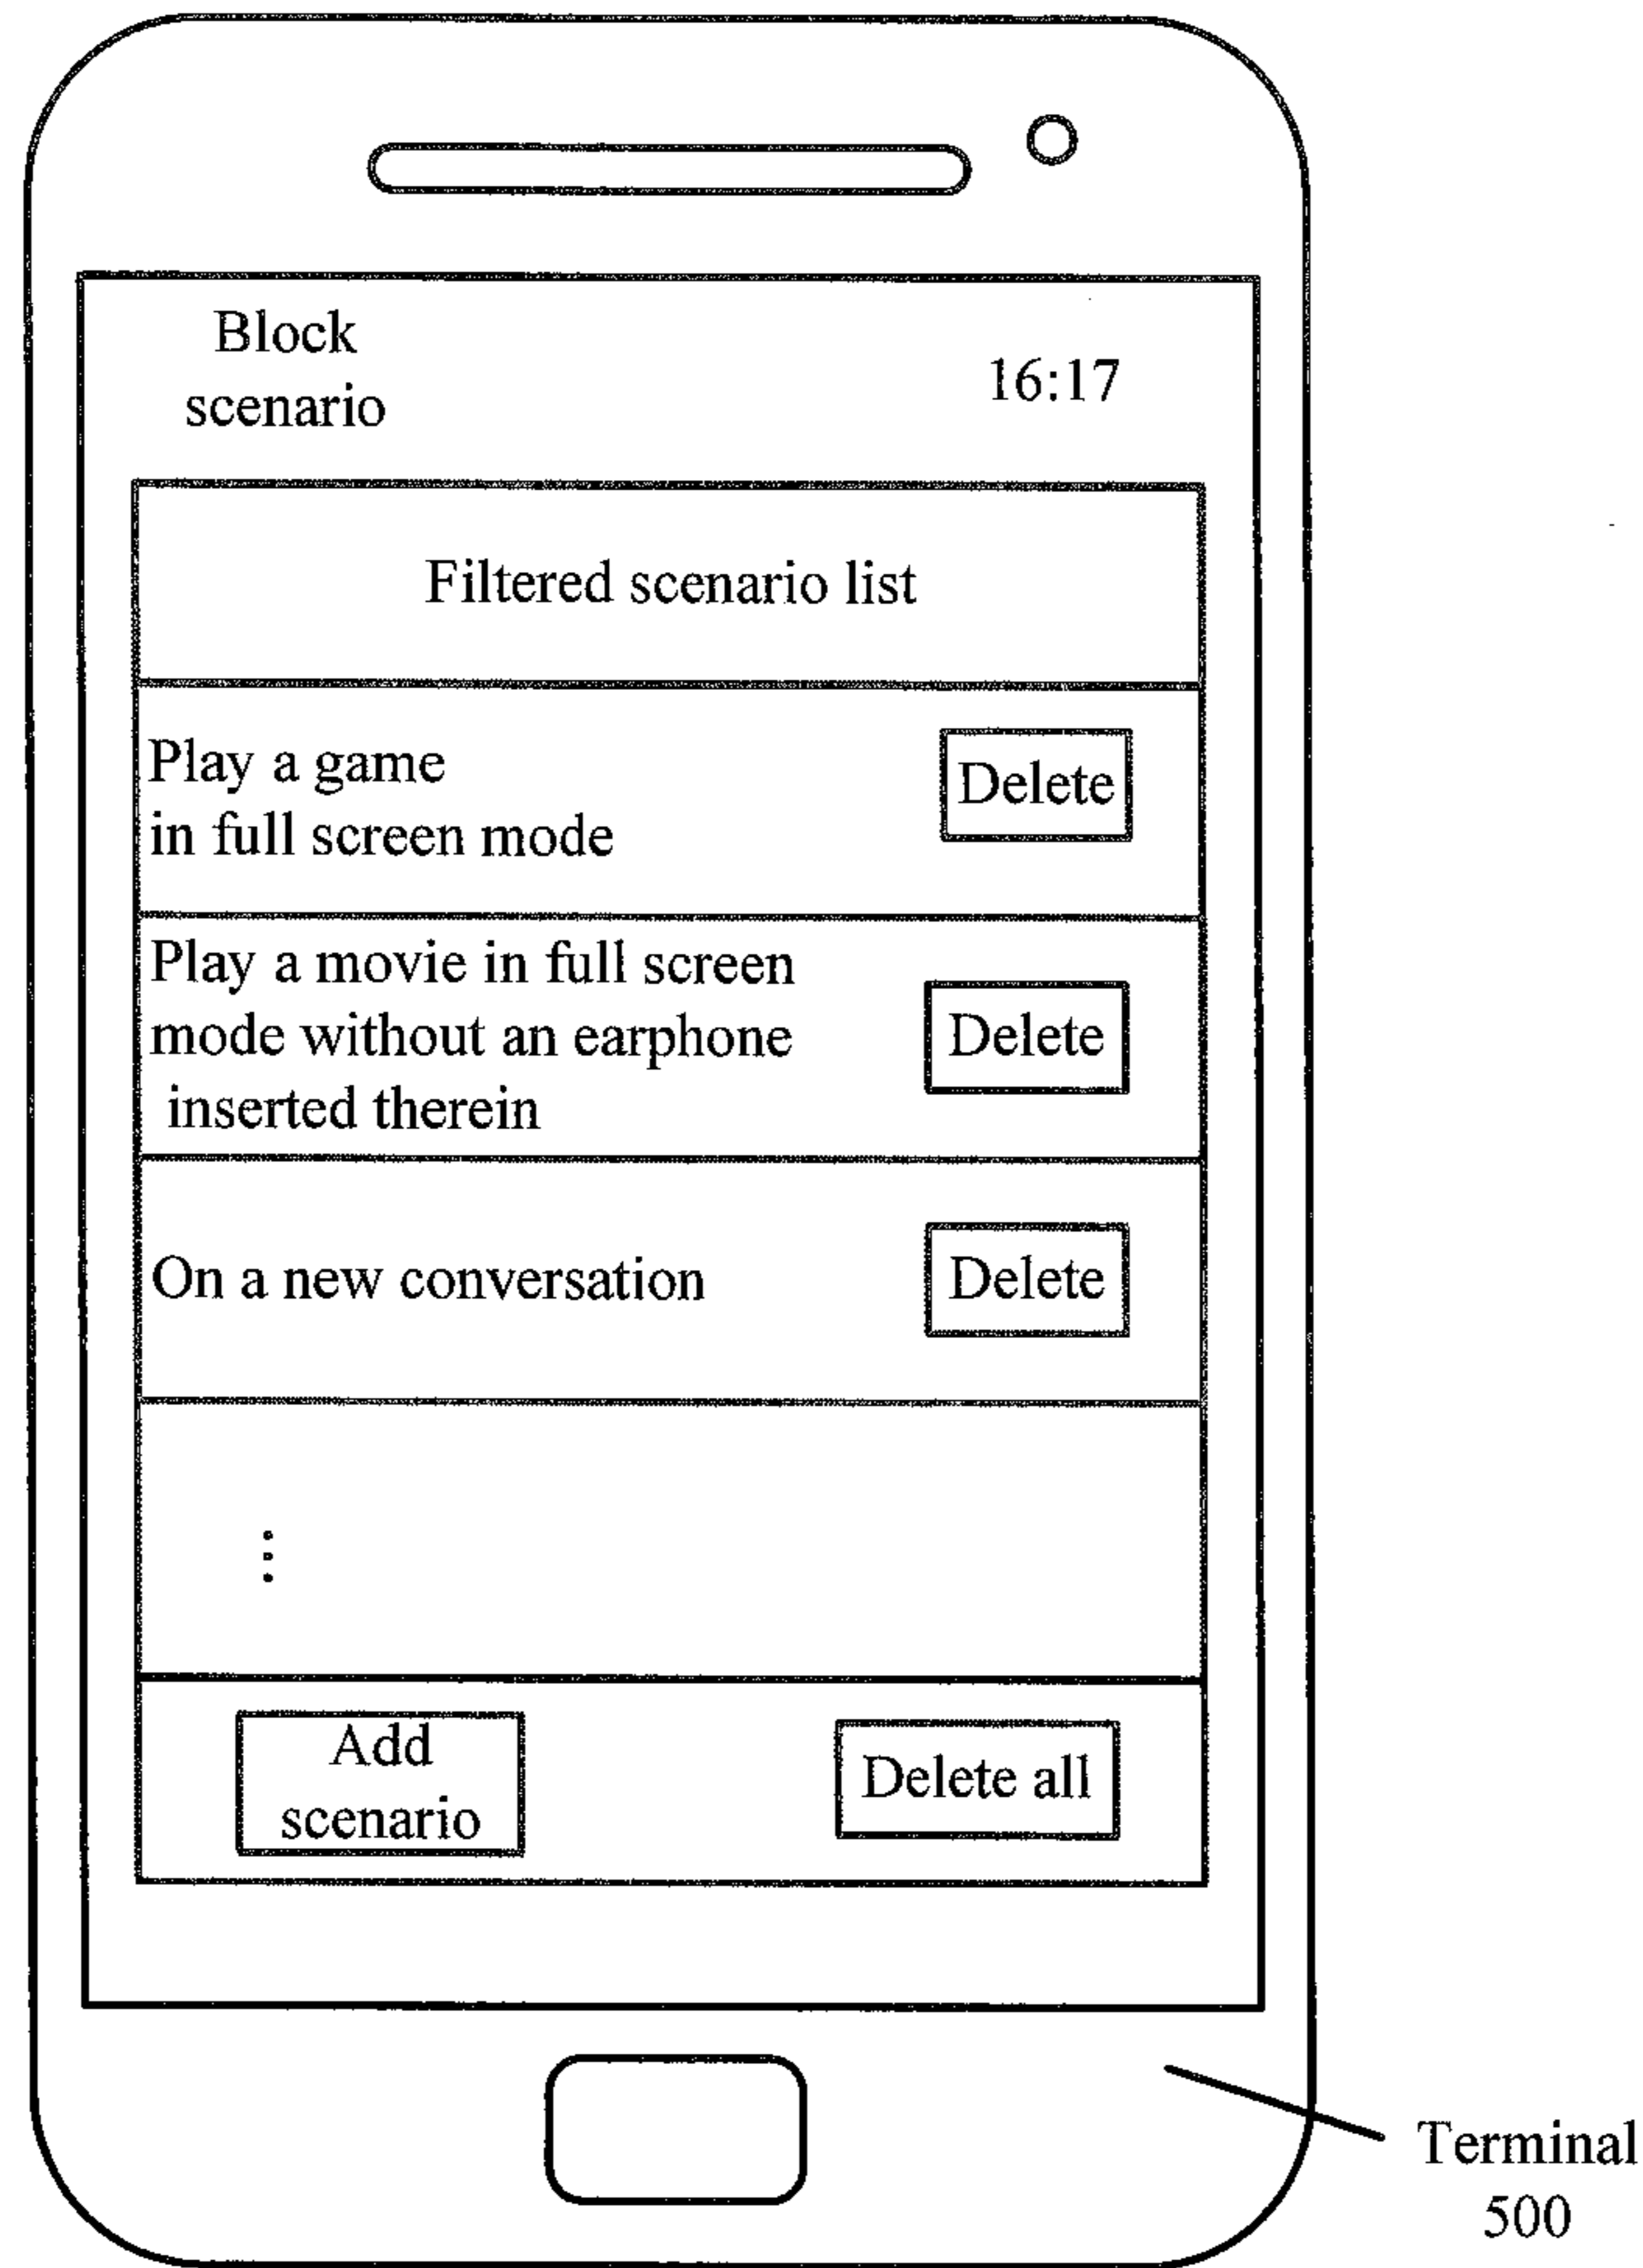 Block
scenario
16:17
Filtered scenario list
Play a game
in full screen mode
Delete
Play a movie in full screen
mode without an earphone
inserted therein
Delete
On a new conversation
Delete
⋮
Add
scenario
Delete all
Terminal
500